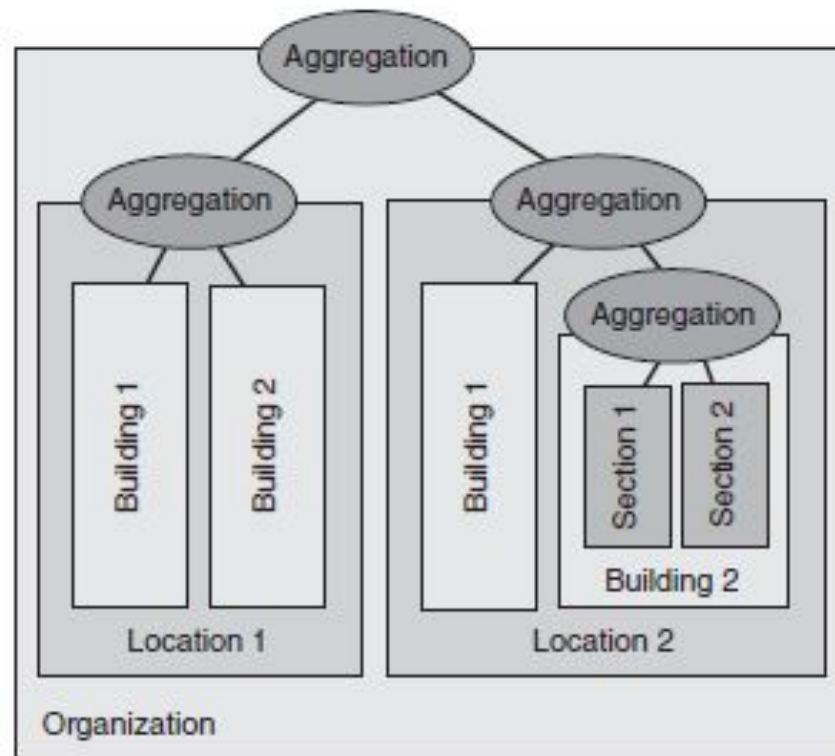 Aggregation
Aggregation
Aggregation
Aggregation
Building 1
Building 2
Building 1
Section 1
Section 2
Building 2
Location 1
Location 2
Organization